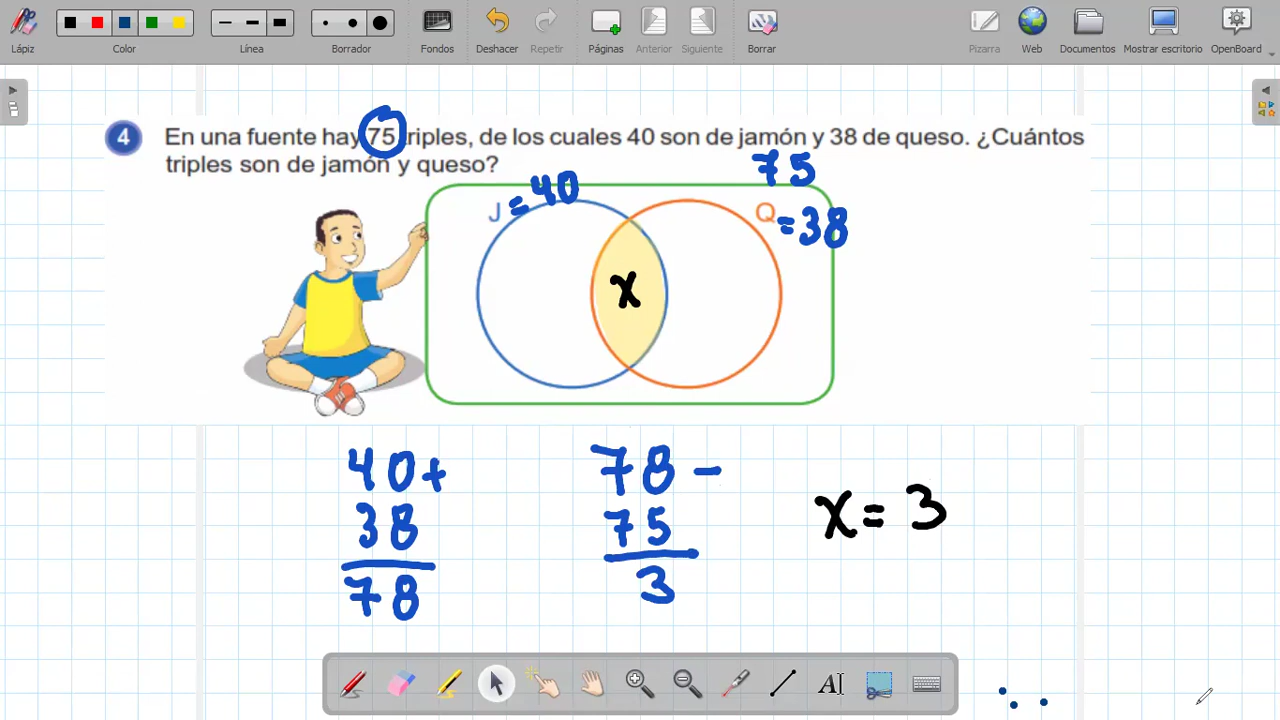 Lápiz
Color
Línea
Borrador
Fondos
Deshacer
Repetir
Páginas
Anterior
Siguiente
Borrar
Pizarra
Web
Documentos
Mostrar escritorio
OpenBoard
4 En una fuente hay 75 triples, de los cuales 40 son de jamón y 38 de queso. ¿Cuántos
triples son de jamón y queso?
75
J = 40
Q = 38
x
40 +
38
78
78 -
75
3
x = 3
AI